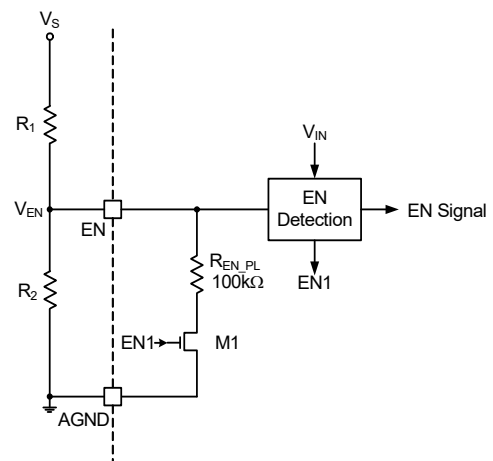 VS
R1
VIN
VEN
EN
EN
Detection
EN Signal
REN_PL
100kΩ
EN1
R2
EN1
M1
AGND